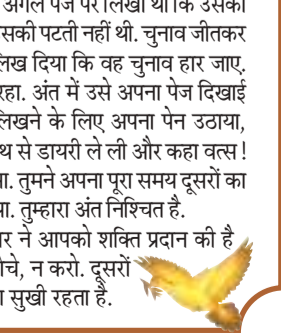 अगले पेज पर लिखा था कि उसका
सकी पटती नहीं थी. चुनाव जीतकर
लिख दिया कि वह चुनाव हार जाए.
रहा. अंत में उसे अपना पेज दिखाई
लिखने के लिए अपना पेन उठाया,
थ से डायरी ले ली और कहा वत्स !
ा. तुमने अपना पूरा समय दूसरों का
या. तुम्हारा अंत निश्चित है.
र ने आपको शक्ति प्रदान की है
ोचे, न करो. दूसरों
ा सुखी रहता है.